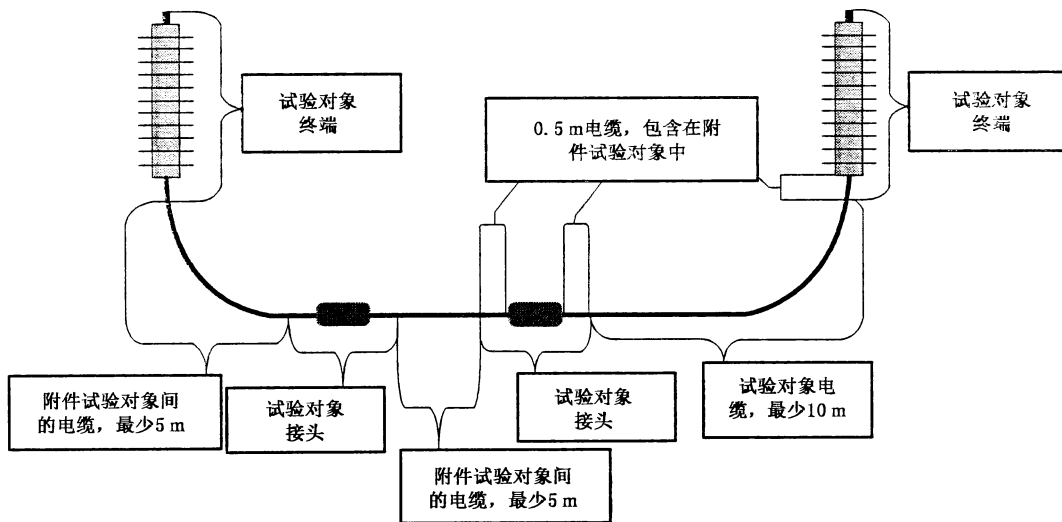 试验对象
终端
0.5 m电缆，包含在附
件试验对象中
试验对象
终端
附件试验对象间
的电缆，最少5 m
试验对象
接头
附件试验对象间
的电缆，最少5 m
试验对象
接头
试验对象电
缆，最少10 m